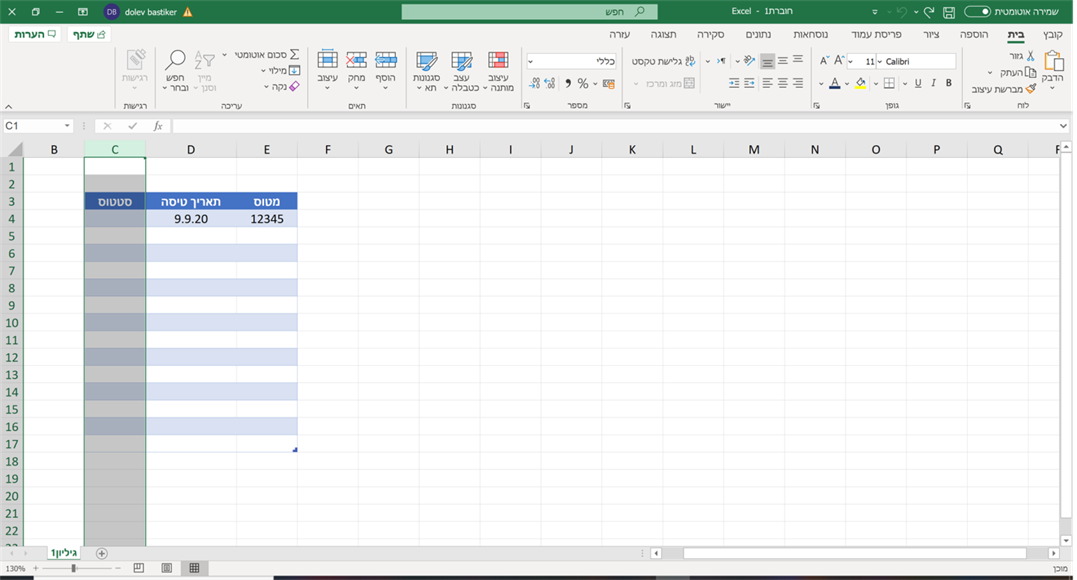 שמירה אוטומטית
חוברת1 - Excel
חפש
dolev bastiker
DB
קובץ
בית
הוספה
ציור
פריסת עמוד
נוסחאות
נתונים
סקירה
תצוגה
עזרה
שתף
הערות
הדבק
גזור
העתק
מברשת עיצוב
לוח
Calibri
11
B I U
גופן
גלישת טקסט
מזג ומרכז
יישור
כללי
מספר
עיצוב מותנה
עצב כטבלה
סגנונות תא
סגנונות
הוסף
מחק
עיצוב
תאים
סכום אוטומטי
מילוי
נקה
מיין וסנן
חפש ובחר
עריכה
רגישות
רגישות
C1
fx
B C D E F G H I J K L M N O P Q
1
2
3 סטטוס תאריך טיסה מטוס
4 9.9.20 12345
5
6
7
8
9
10
11
12
13
14
15
16
17
18
19
20
21
22
גיליון1
מוכן
130%